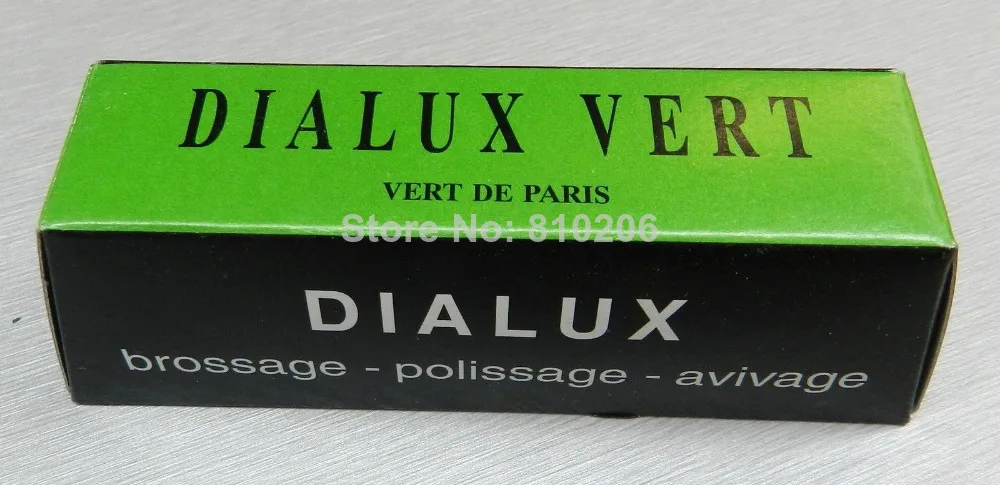 DIALUX VERT
VERT DE PARIS
Store No: 810206
DIALUX
brossage - polissage - avivage